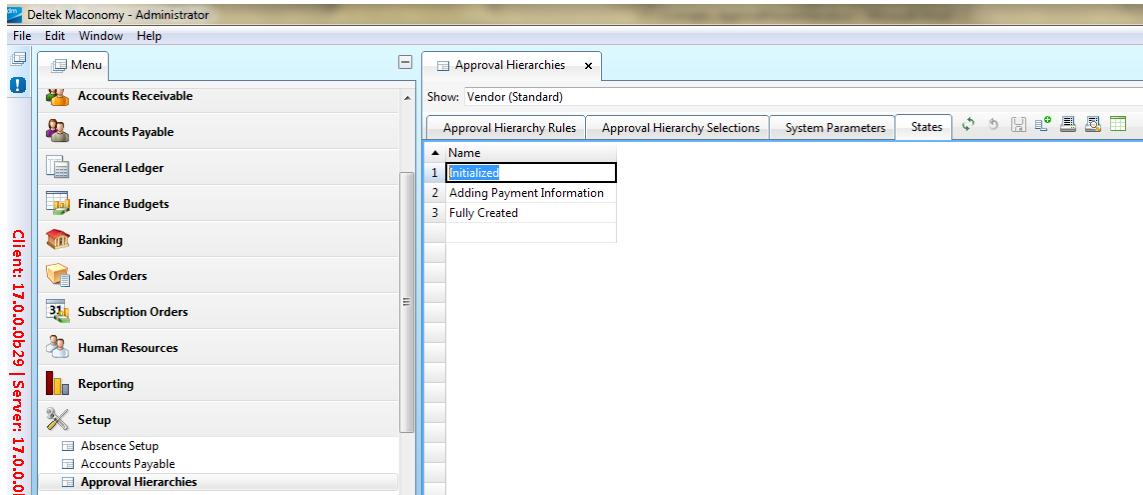 Deltek Maconomy - Administrator
File Edit Window Help
Menu
Accounts Receivable
Accounts Payable
General Ledger
Finance Budgets
Banking
Sales Orders
31
Subscription Orders
Human Resources
Reporting
Setup
Absence Setup
Accounts Payable
Approval Hierarchies
Client: 17.0.0.0b29 | Server: 17.0.0.0
Approval Hierarchies x
Show: Vendor (Standard)
Approval Hierarchy Rules Approval Hierarchy Selections System Parameters States
Name
1 Initialized
2 Adding Payment Information
3 Fully Created